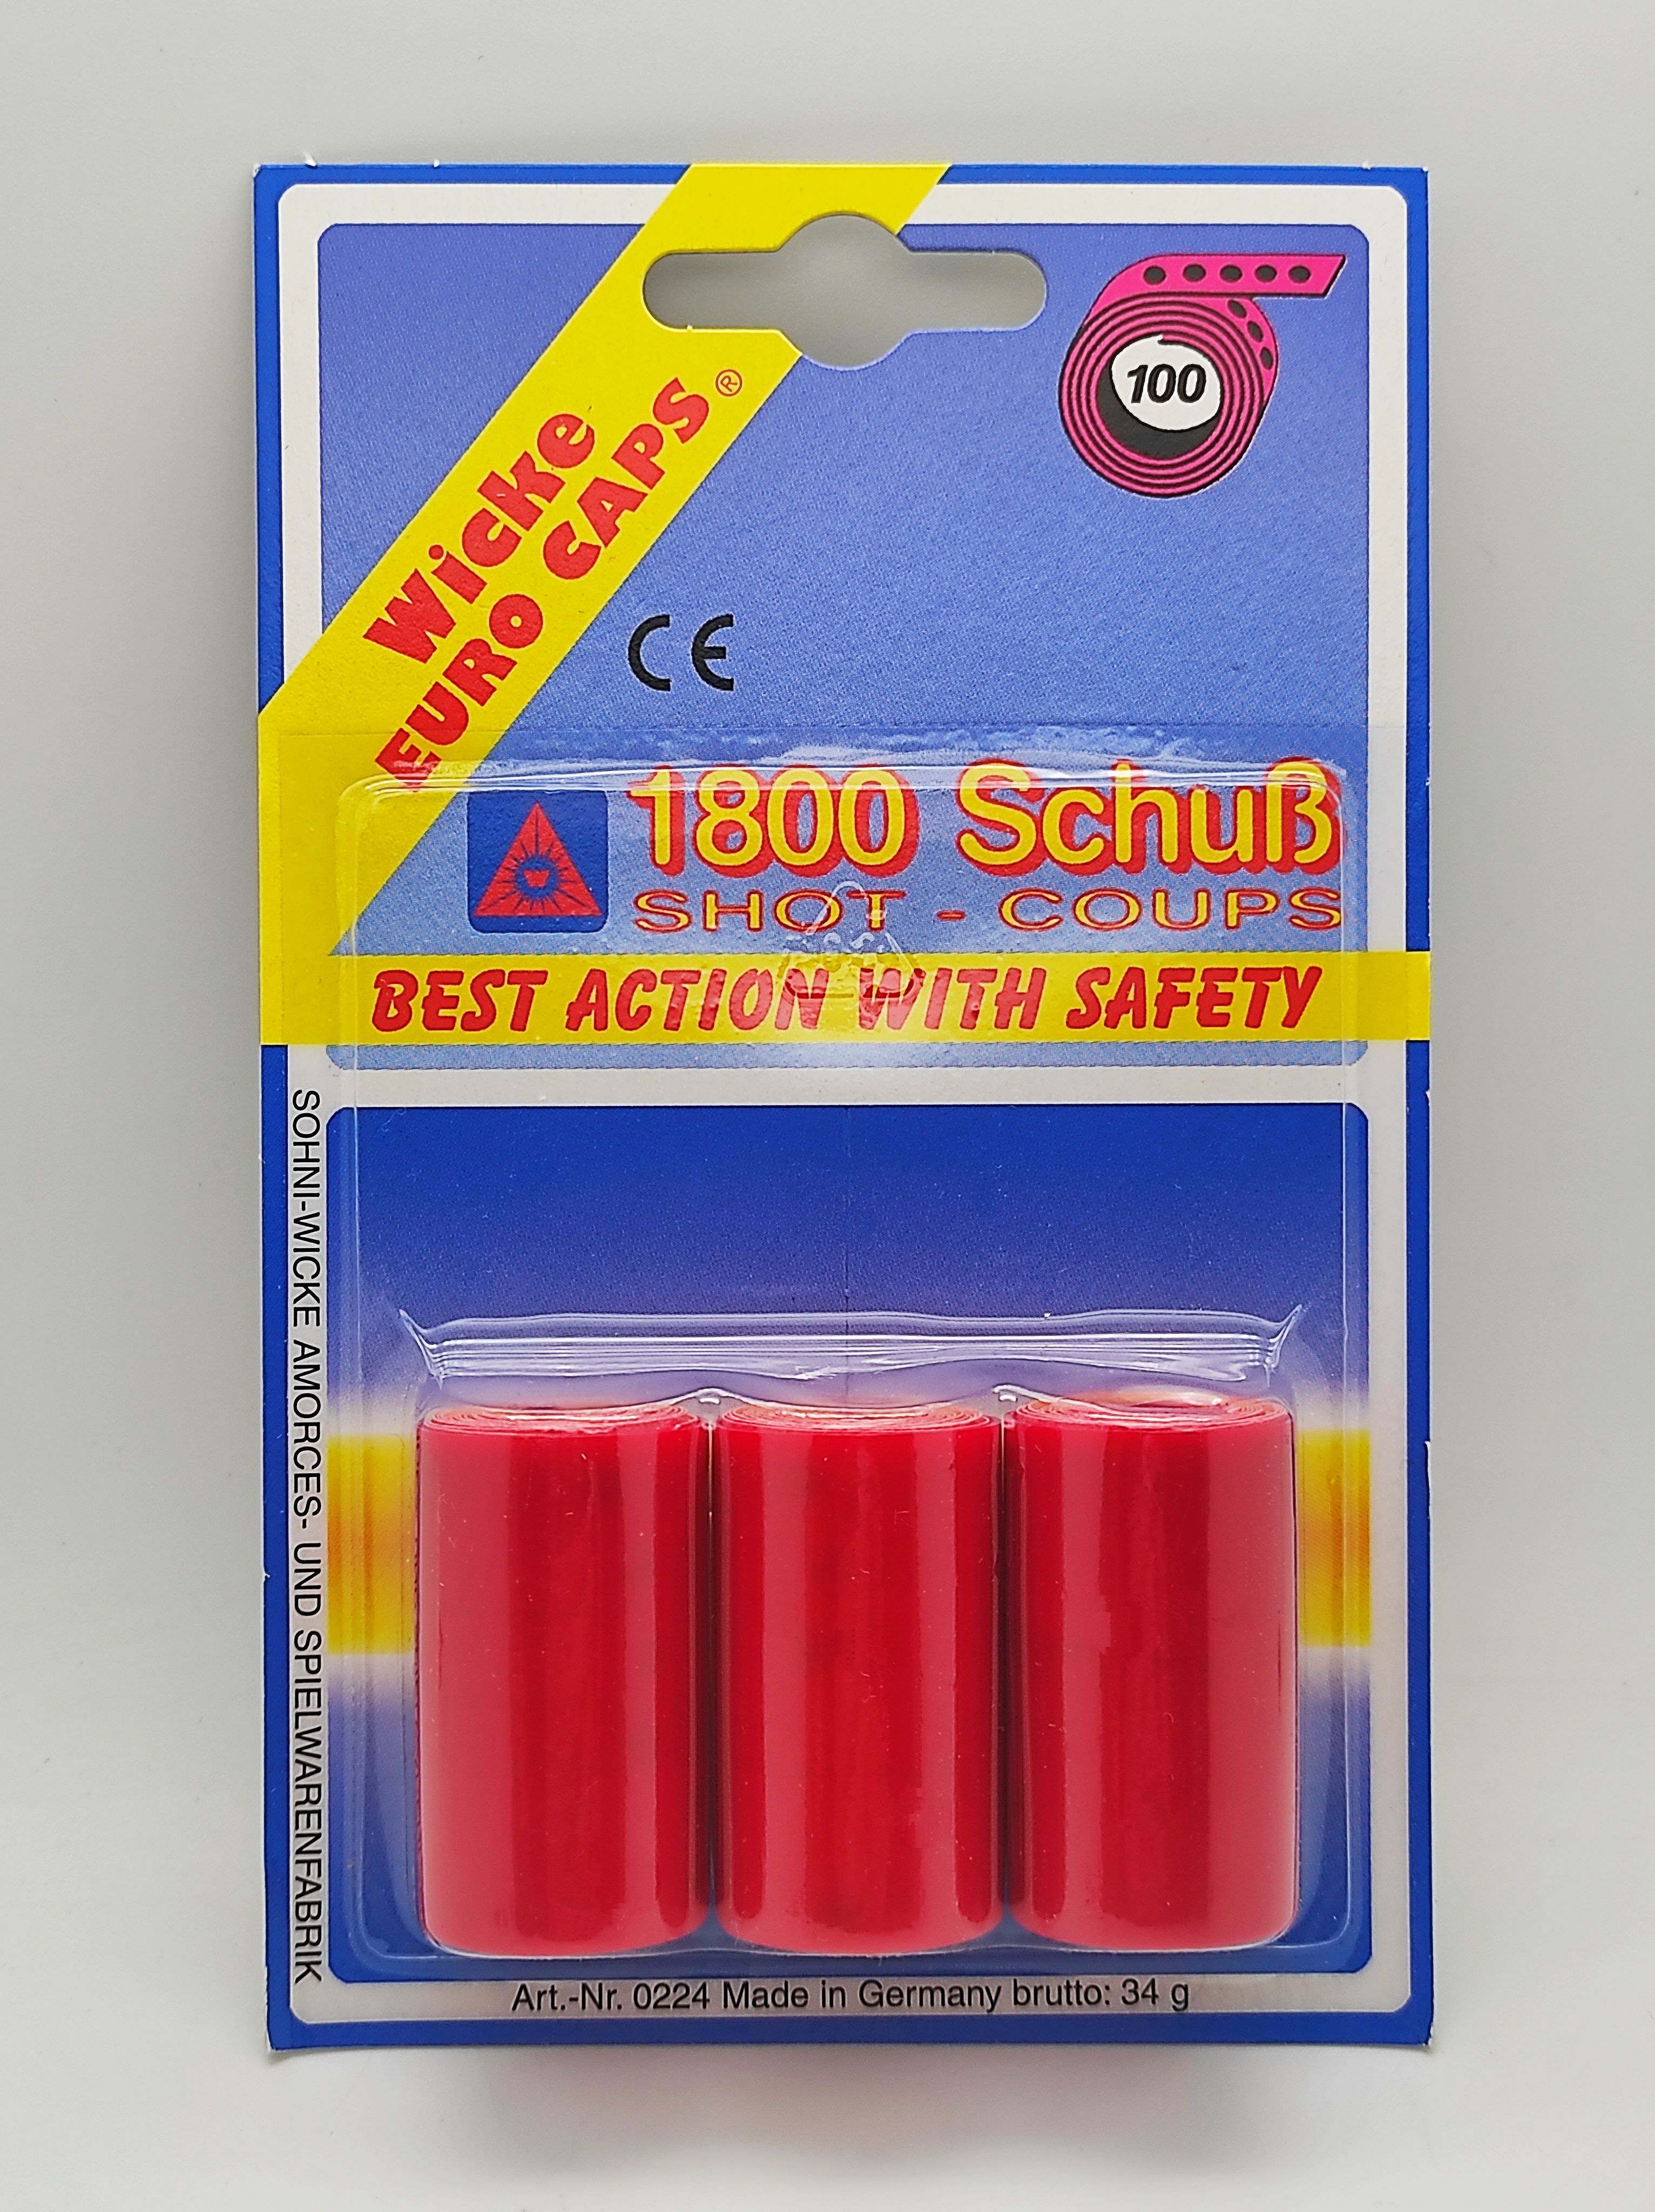 100
Wicke
EURO CAPS®
CE
W
1800 Schuß
SHOT - COUPS
BEST ACTION WITH SAFETY
SOHNI-WICKE AMORCES- UND SPIELWARENFABRIK
Art.-Nr. 0224 Made in Germany brutto: 34 g